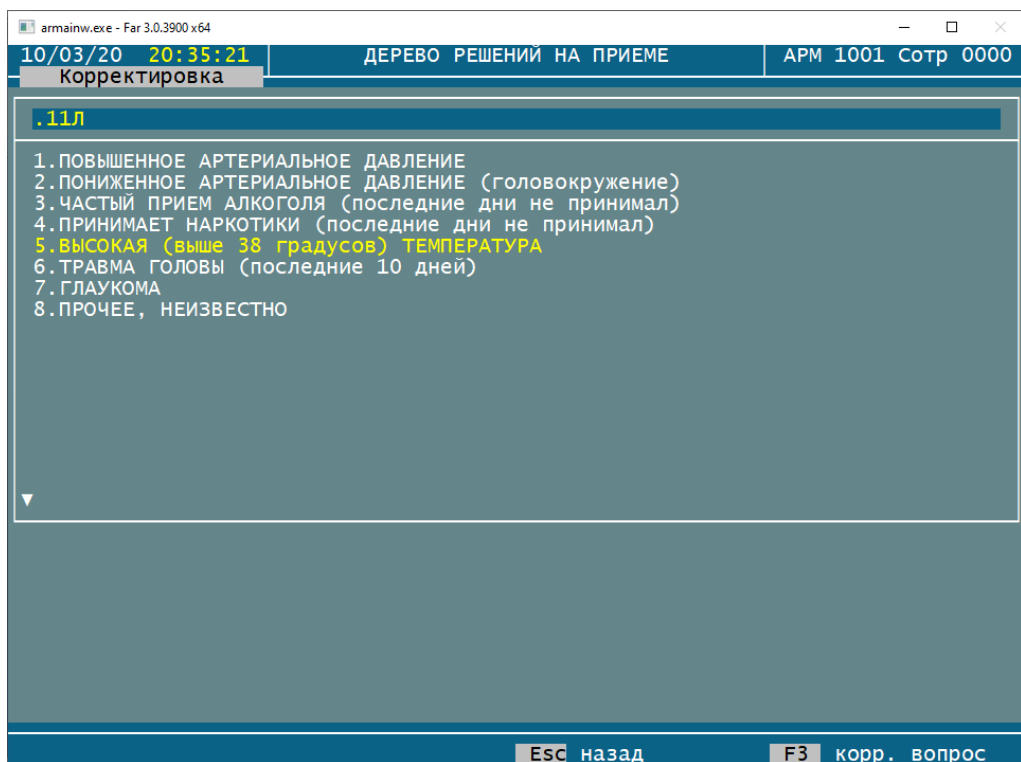 armainw.exe - Far 3.0.3900 x64
10/03/20 20:35:21 ДЕРЕВО РЕШЕНИЙ НА ПРИЕМЕ АРМ 1001 Сотр 0000
Корректировка
.11Л
1.ПОВЫШЕННОЕ АРТЕРИАЛЬНОЕ ДАВЛЕНИЕ
2.ПОНИЖЕННОЕ АРТЕРИАЛЬНОЕ ДАВЛЕНИЕ (головокружение)
3.ЧАСТЫЙ ПРИЕМ АЛКОГОЛЯ (последние дни не принимал)
4.ПРИНИМАЕТ НАРКОТИКИ (последние дни не принимал)
5.ВЫСОКАЯ (выше 38 градусов) ТЕМПЕРАТУРА
6.ТРАВМА ГОЛОВЫ (последние 10 дней)
7.ГЛАУКОМА
8.ПРОЧЕЕ, НЕИЗВЕСТНО
Esc назад F3 корр. вопрос